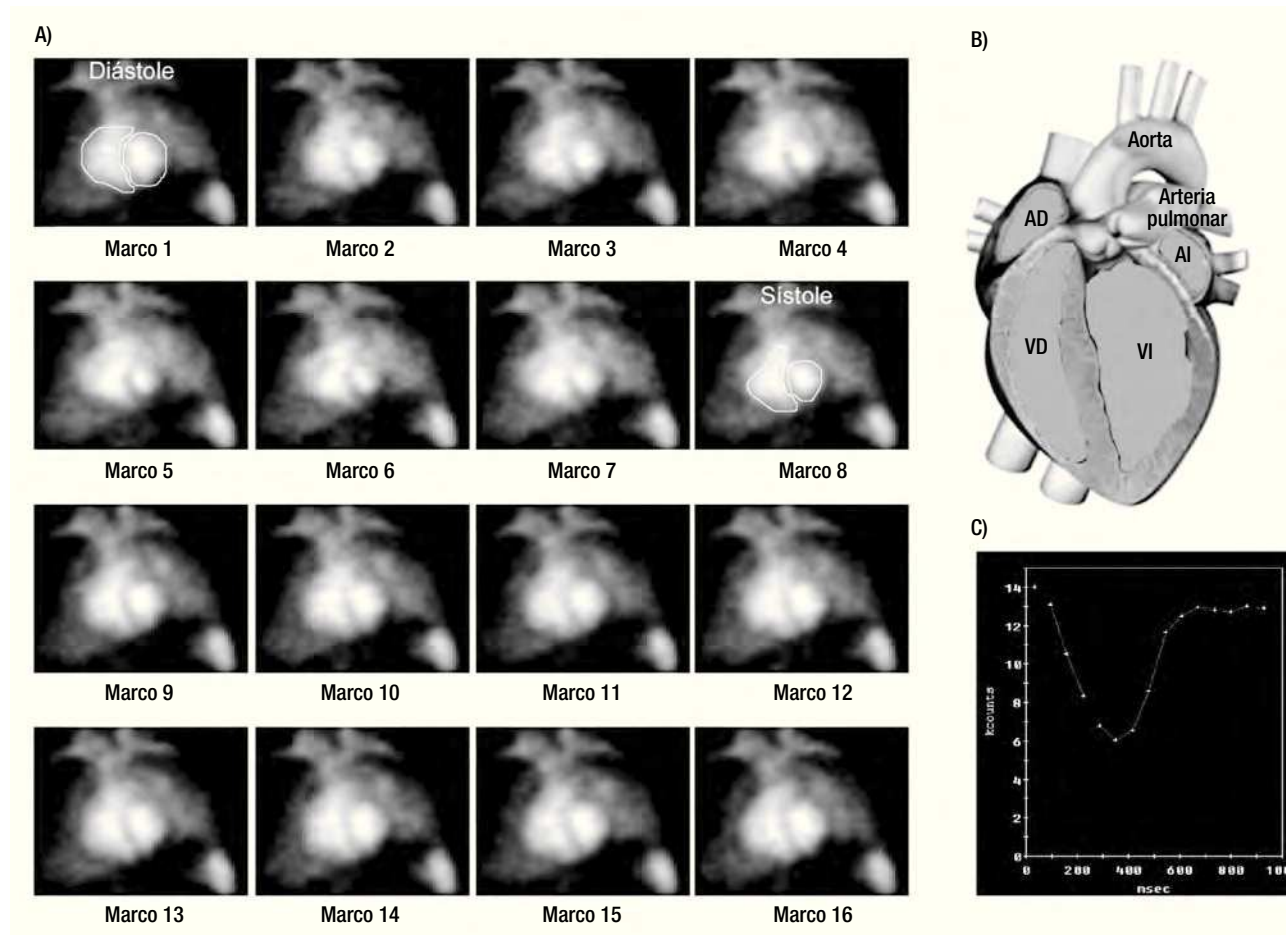 A)
Diástole
Marco 1
Marco 2
Marco 3
Marco 4
Sístole
Marco 5
Marco 6
Marco 7
Marco 8
Marco 9
Marco 10
Marco 11
Marco 12
Marco 13
Marco 14
Marco 15
Marco 16
B)
Aorta
Arteria
pulmonar
AD
AI
VD
VI
C)
kcounts
14
12
10
8
6
4
2
0
0 200 400 600 800 100
msec